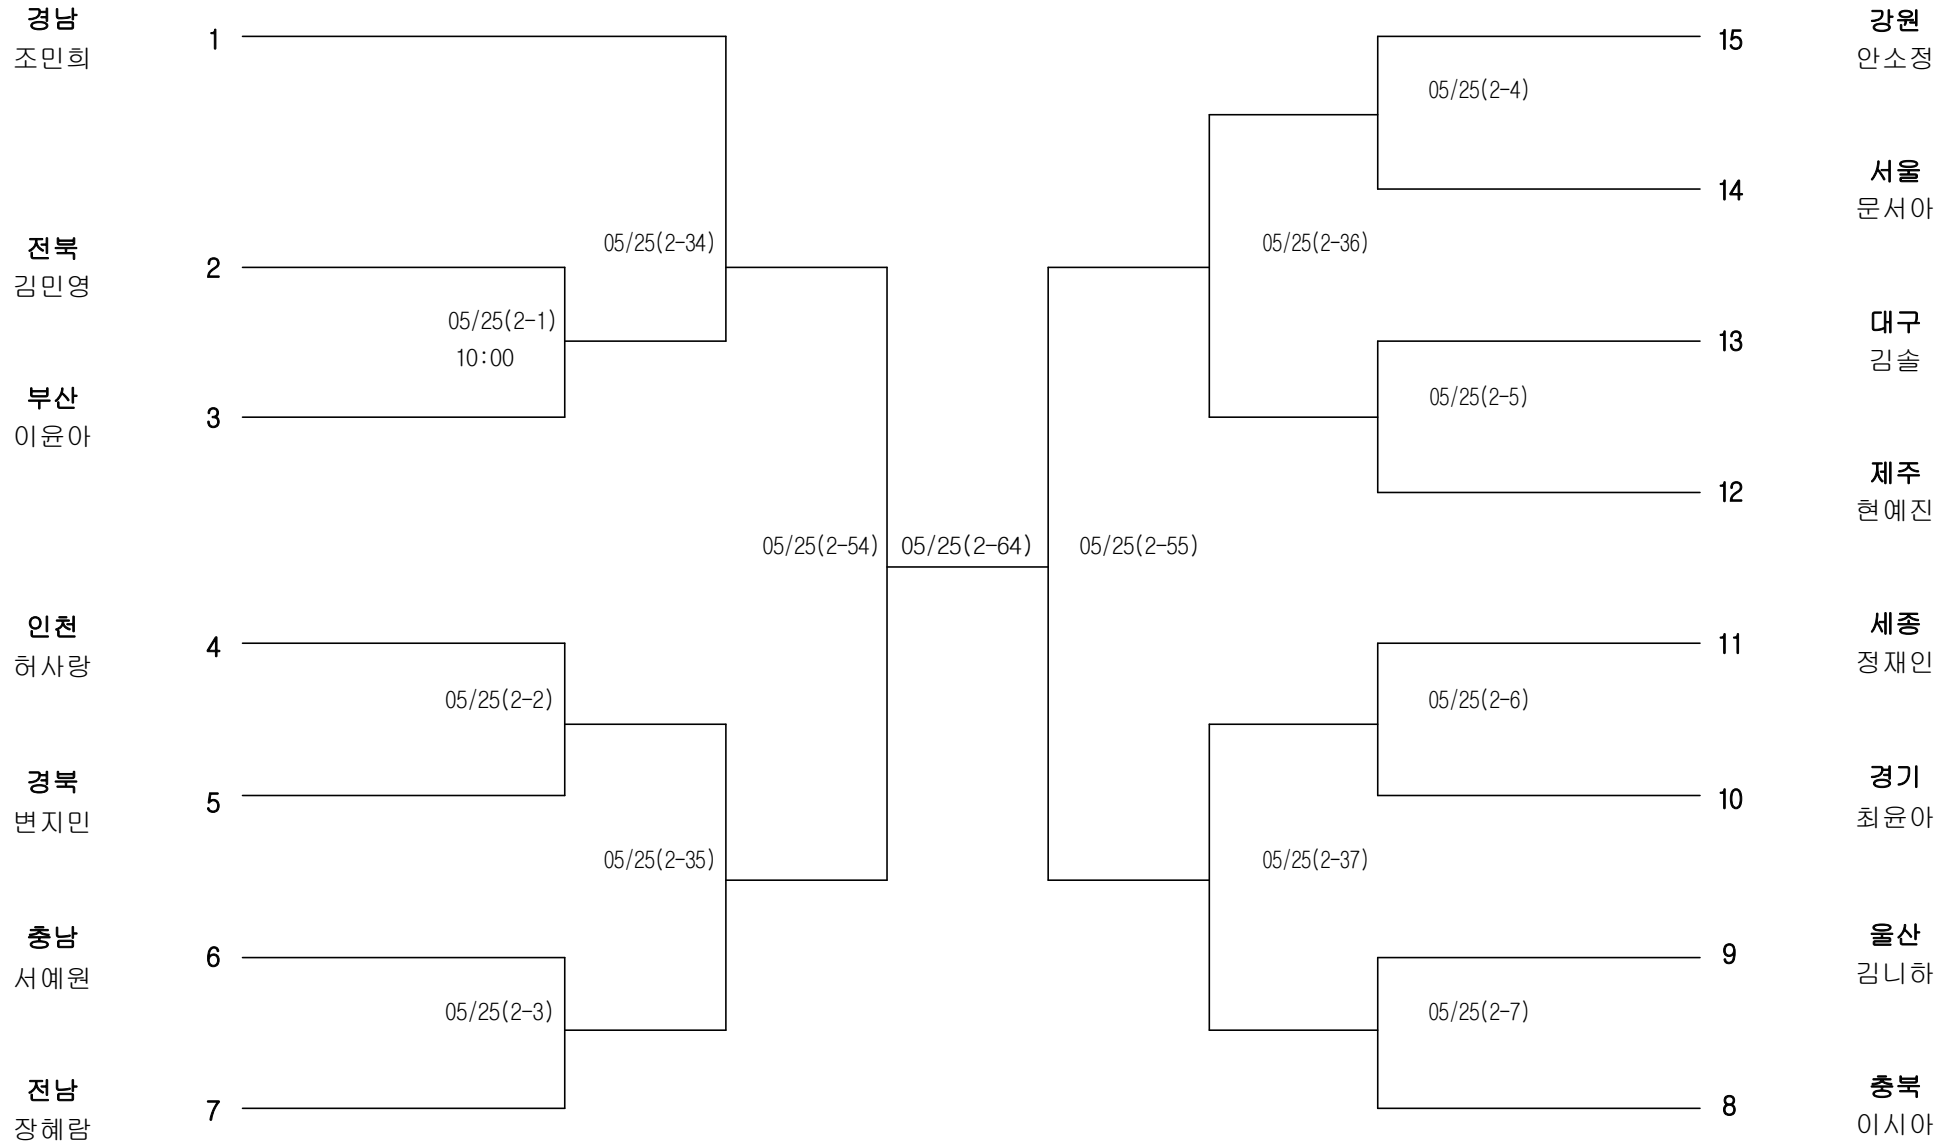 경남
조민희
1
전북
김민영
2
부산
이윤아
3
인천
허사랑
4
경북
변지민
5
충남
서예원
6
전남
장혜람
7
05/25(2-1)
10:00
05/25(2-2)
05/25(2-3)
05/25(2-34)
05/25(2-35)
05/25(2-54)
05/25(2-64)
05/25(2-55)
05/25(2-36)
05/25(2-37)
05/25(2-4)
05/25(2-5)
05/25(2-6)
05/25(2-7)
15
강원
안소정
14
서울
문서아
13
대구
김솔
12
제주
현예진
11
세종
정재인
10
경기
최윤아
9
울산
김니하
8
충북
이시아